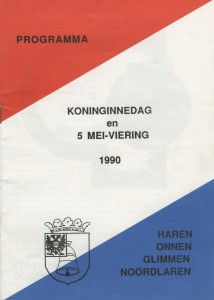 PROGRAMMA
KONINGINNEDAG
en
5 MEI-VIERING
1990
HAREN
ONNEN
GLIMMEN
NOORDLAREN